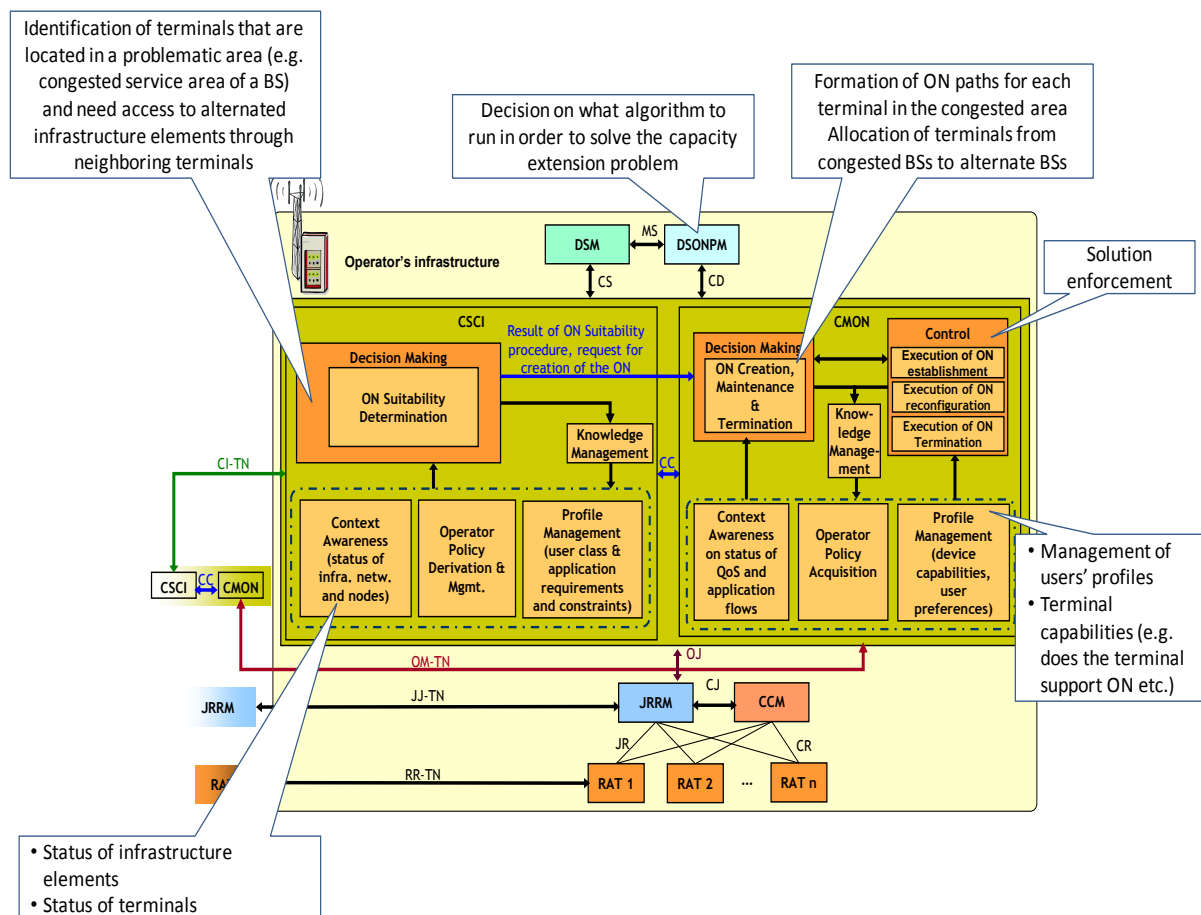 Identification of terminals that are
located in a problematic area (e.g.
congested service area of a BS)
and need access to alternated
infrastructure elements through
neighboring terminals
Decision on what algorithm to
run in order to solve the capacity
extension problem
Formation of ON paths for each
terminal in the congested area
Allocation of terminals from
congested BSs to alternate BSs
Solution
enforcement
Operator's infrastructure
DSM
MS
DSONPM
CS
CD
CSCI
Decision Making
ON Suitability
Determination
Result of ON Suitability
procedure, request for
creation of the ON
Knowledge
Management
CC
Context
Awareness
(status of
infra. netw.
and nodes)
Operator
Policy
Derivation &
Mgmt.
Profile
Management
(user class &
application
requirements
and constraints)
CMON
Decision Making
ON Creation,
Maintenance
&
Termination
Control
Execution of ON
establishment
Execution of ON
reconfiguration
Execution of ON
Termination
Know-
ledge
Manage-
ment
Context
Awareness
on status of
QoS and
application
flows
Operator
Policy
Acquisition
Profile
Management
(device
capabilities,
user
preferences)
• Management of
users' profiles
• Terminal
capabilities (e.g.
does the terminal
support ON etc.)
CI-TN
CSCI
CC
CMON
OM-TN
OJ
JRRM
JJ-TN
JRRM
CJ
CCM
JR
CR
RR-TN
RAT 1
RAT 2
...
RAT n
• Status of infrastructure
elements
• Status of terminals